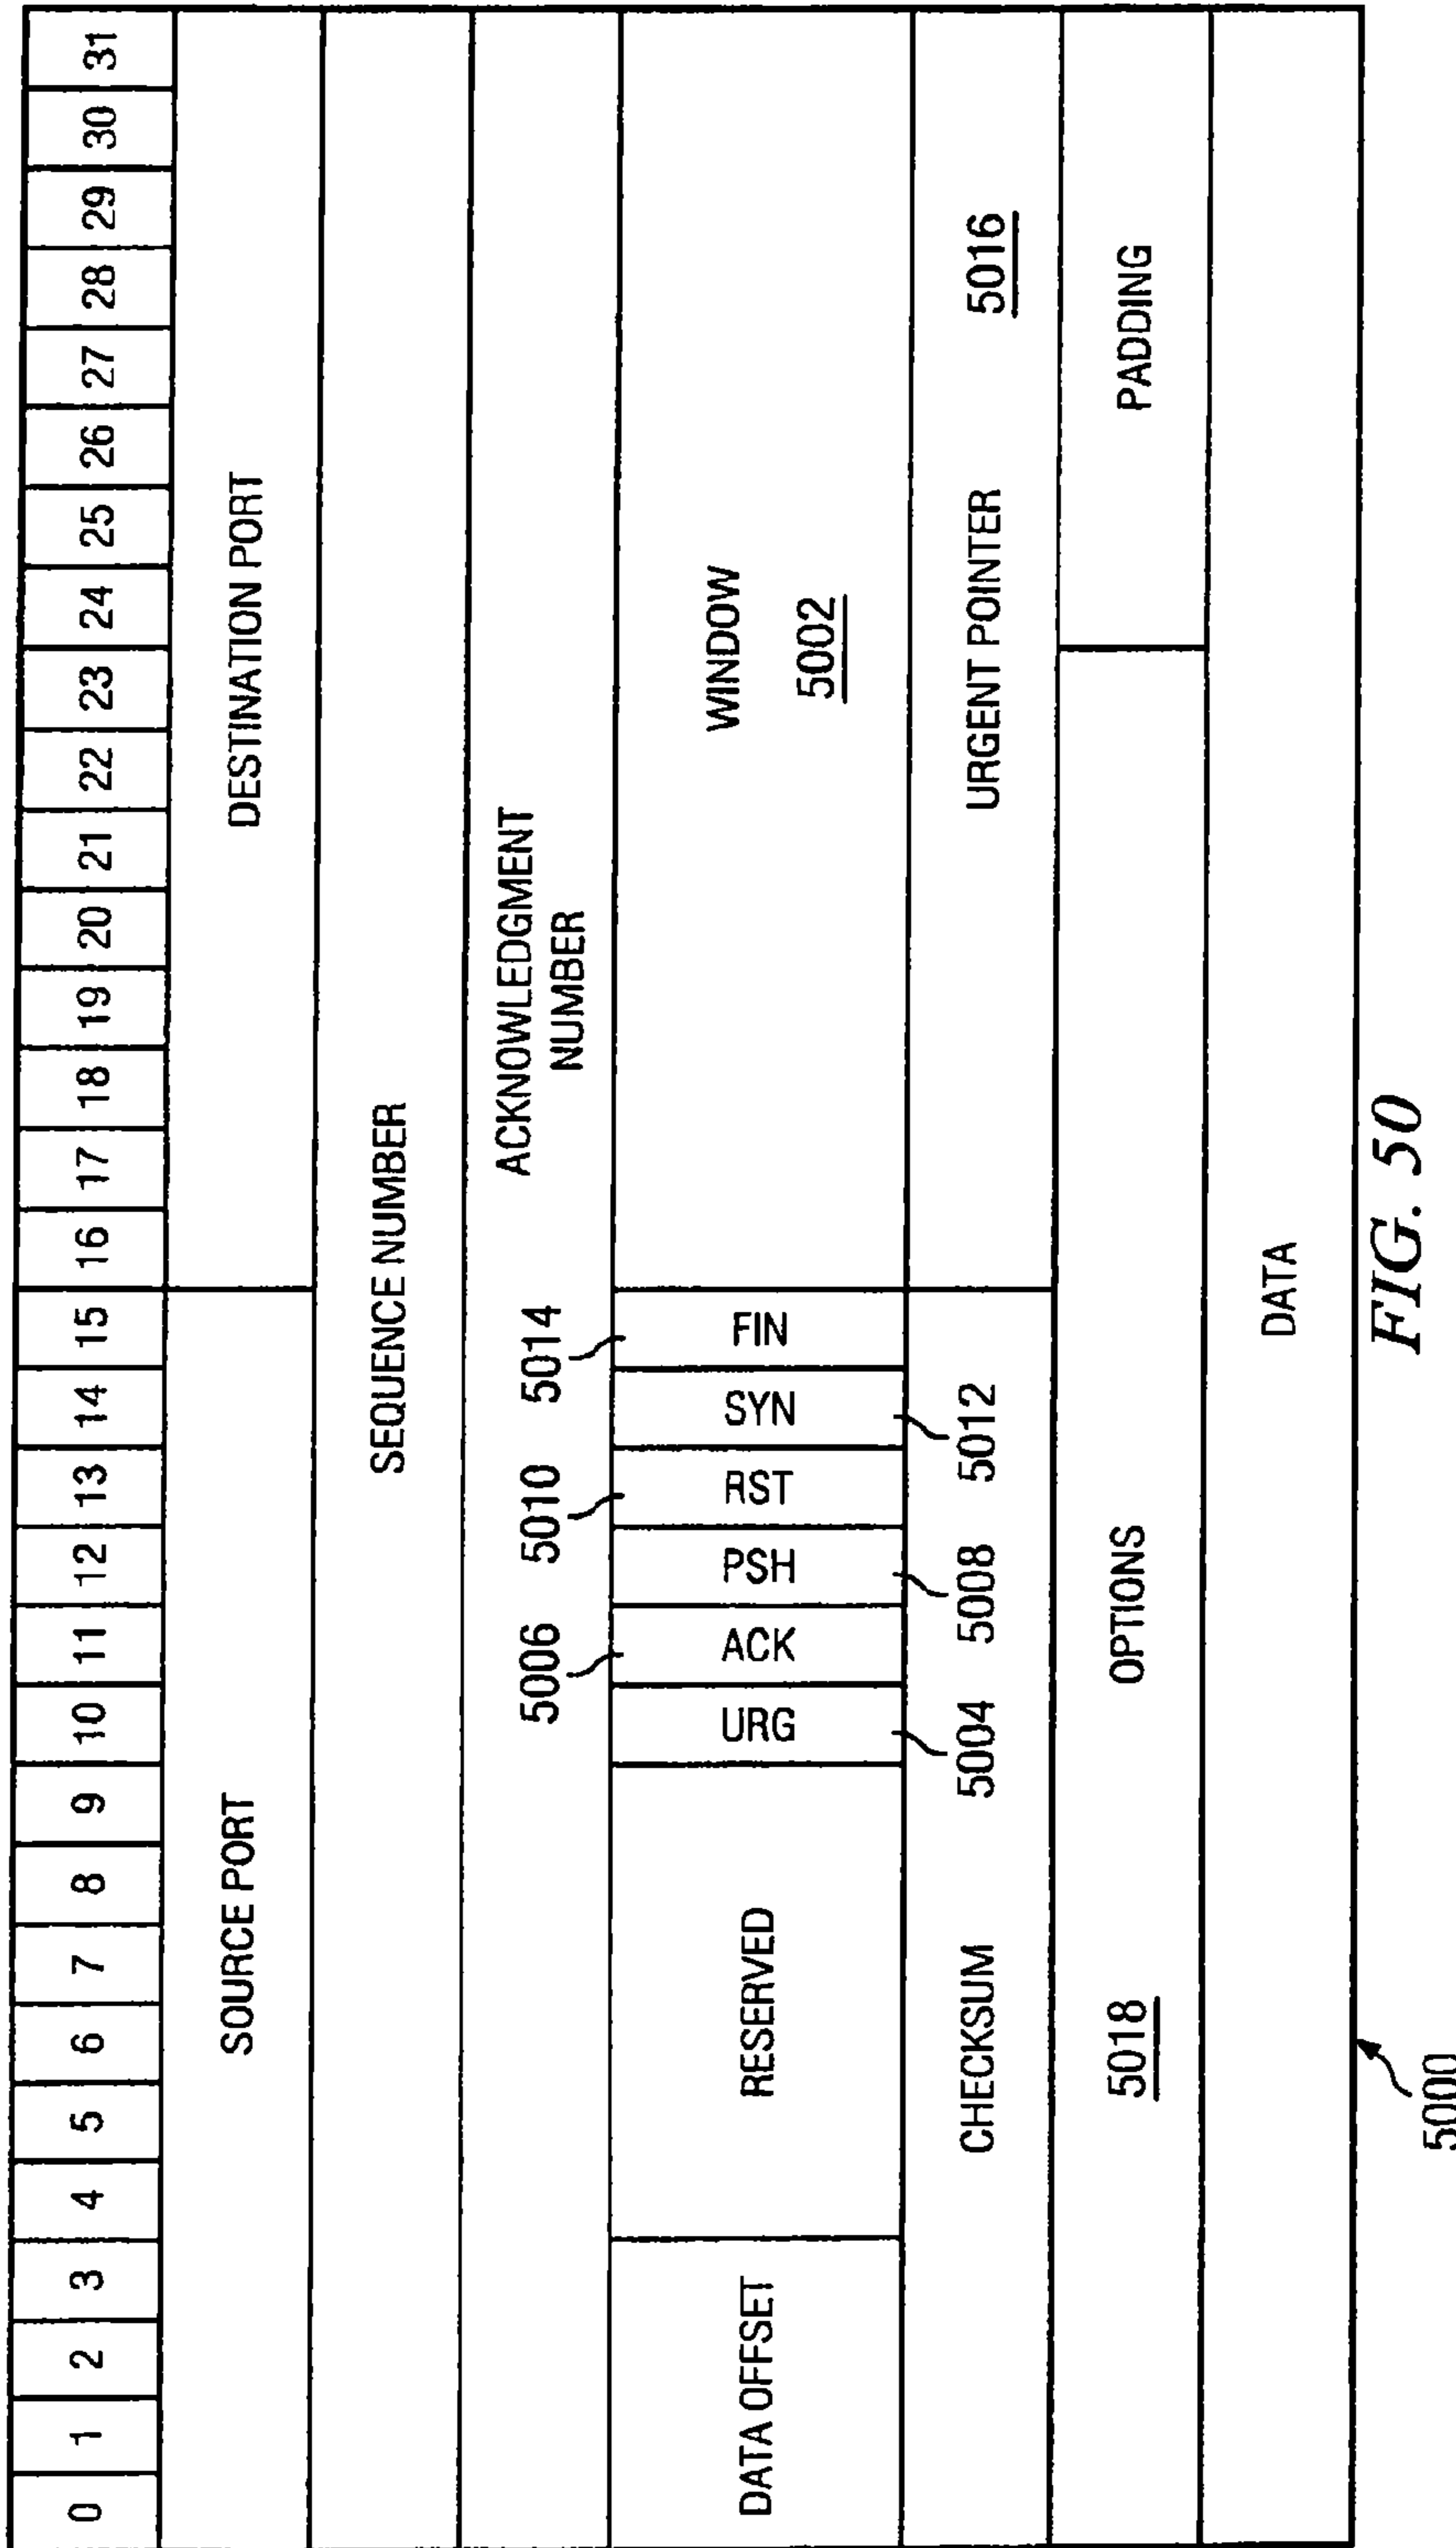 0 1 2 3 4 5 6 7 8 9 10 11 12 13 14 15 16 17 18 19 20 21 22 23 24 25 26 27 28 29 30 31
SOURCE PORT DESTINATION PORT
SEQUENCE NUMBER
ACKNOWLEDGMENT
NUMBER
5006 5010 5014
DATA OFFSET RESERVED URG ACK PSH RST SYN FIN WINDOW
5002
5004 5008 5012
CHECKSUM URGENT POINTER 5016
5018 OPTIONS PADDING
DATA
5000
FIG. 50